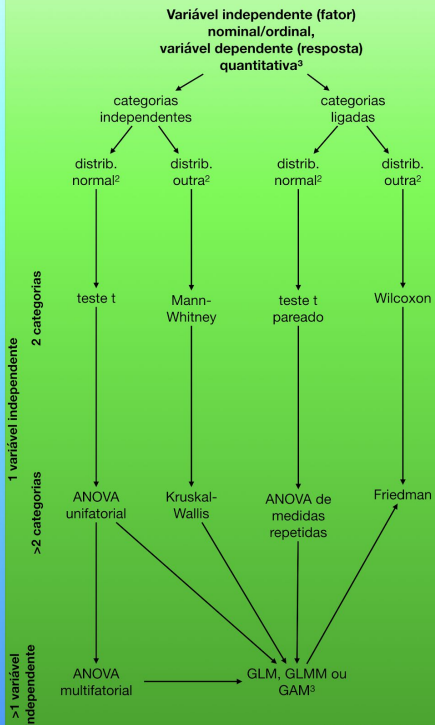 Variável independente (fator)
nominal/ordinal,
variável dependente (resposta)
quantitativa³
categorias
independentes
categorias
ligadas
distrib.
normal²
distrib.
outra²
distrib.
normal²
distrib.
outra²
1 variável independente
2 categorias
teste t
Mann-
Whitney
teste t
pareado
Wilcoxon
>2 categorias
ANOVA
unifatorial
Kruskal-
Wallis
ANOVA de
medidas
repetidas
Friedman
>1 variável
ndependente
ANOVA
multifatorial
GLM, GLMM ou
GAM³